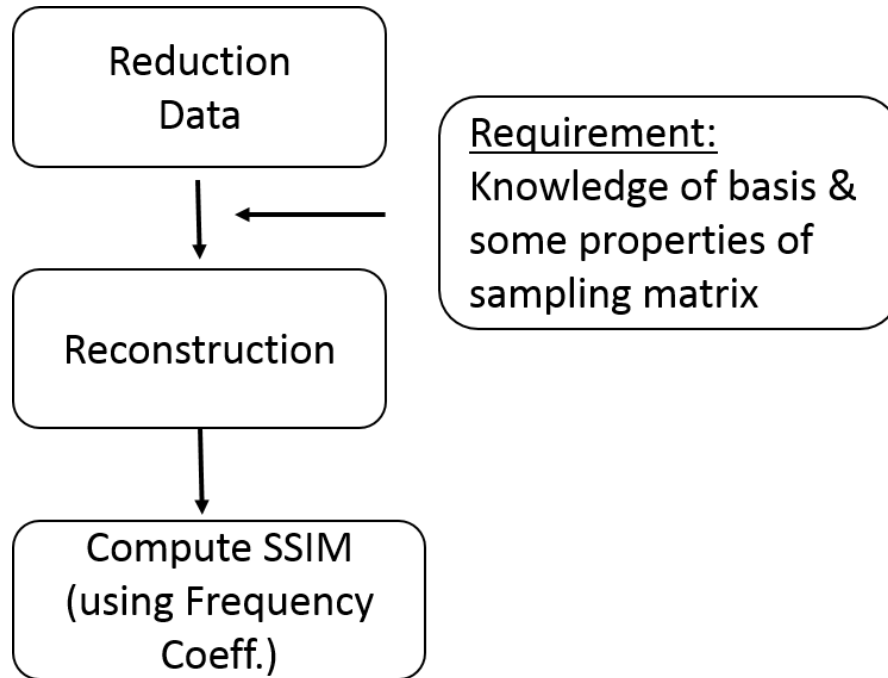 Reduction
Data
Requirement:
Knowledge of basis &
some properties of
sampling matrix
Reconstruction
Compute SSIM
(using Frequency
Coeff.)